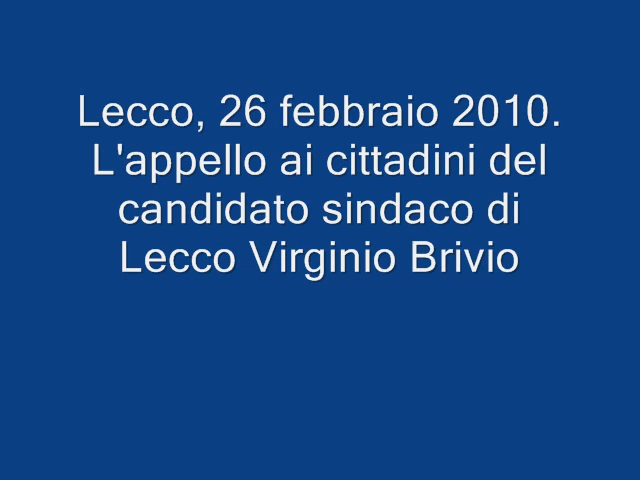 Lecco, 26 febbraio 2010.
L'appello ai cittadini del
candidato sindaco di
Lecco Virginio Brivio